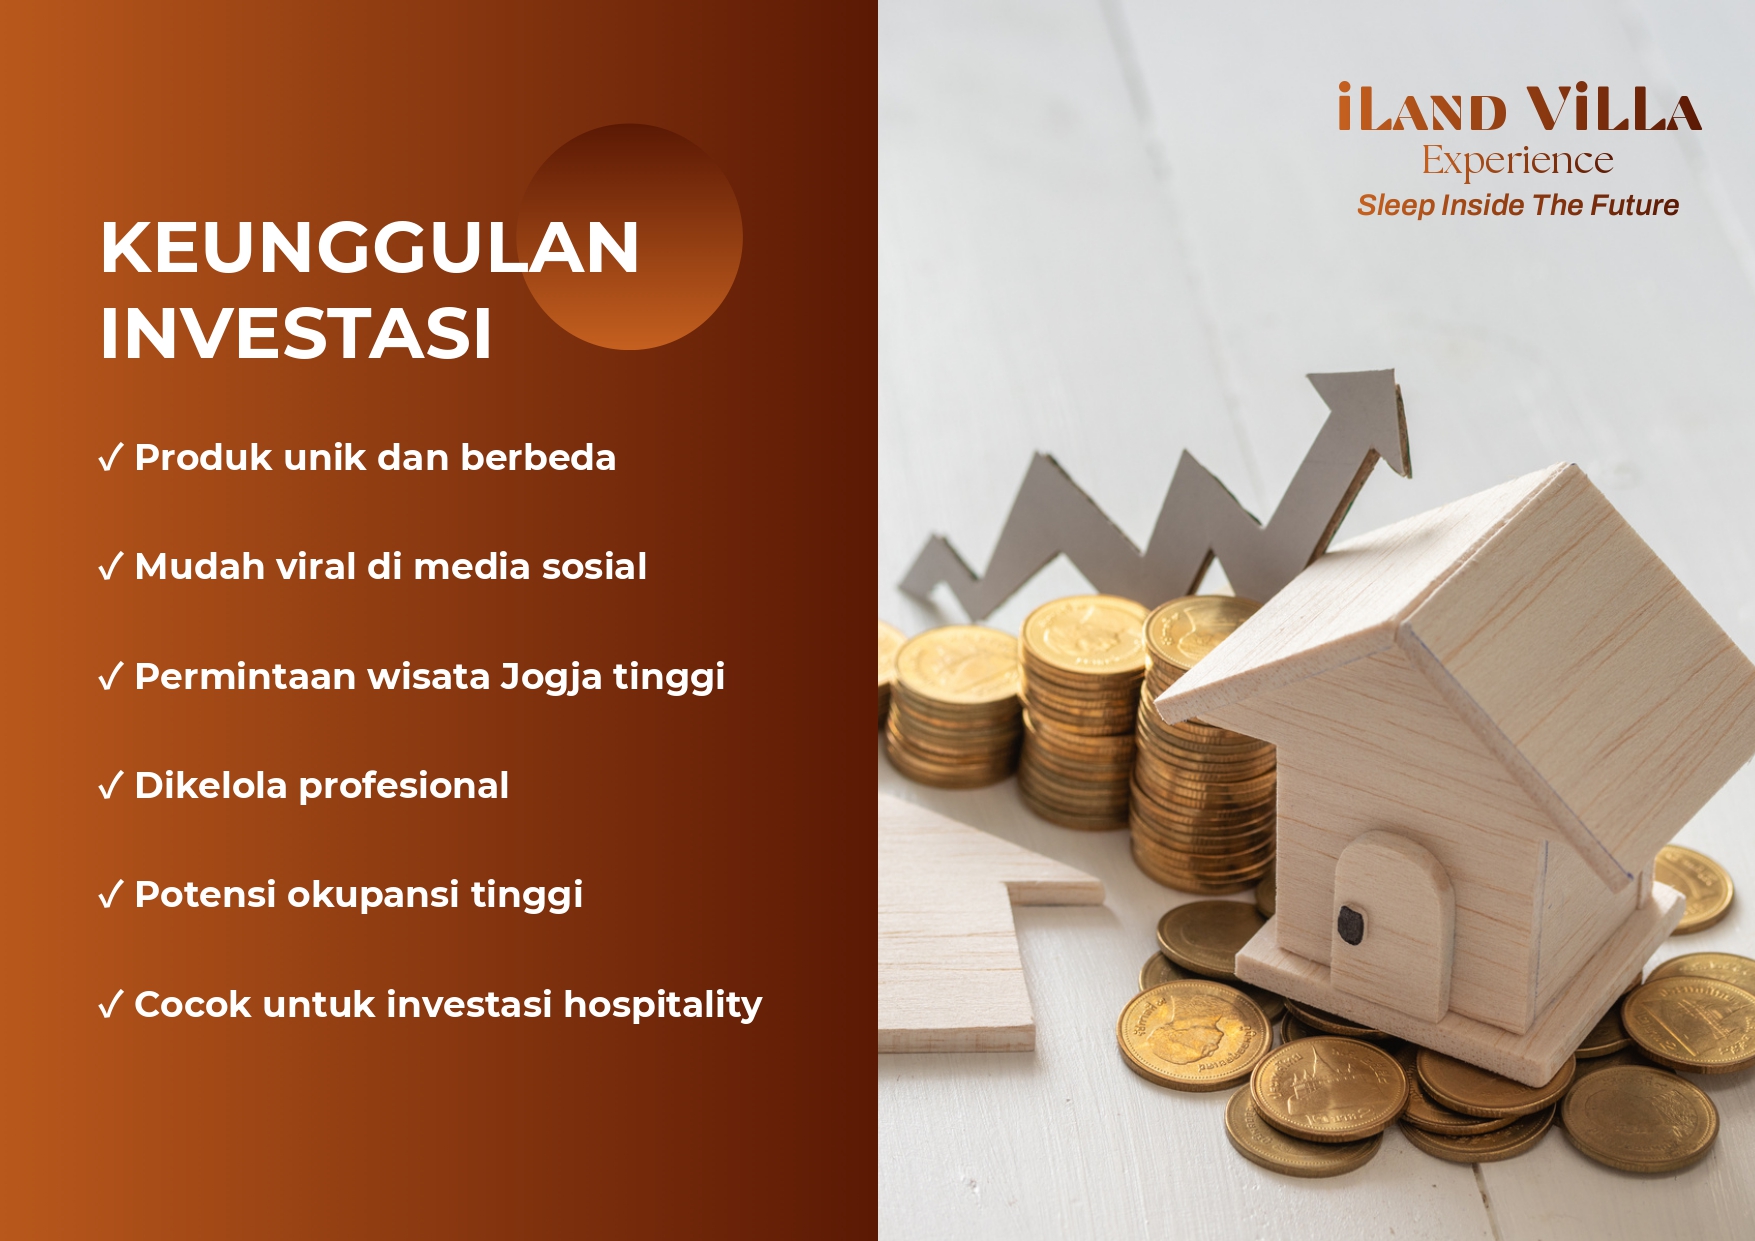 KEUNGGULAN
INVESTASI
✓ Produk unik dan berbeda
✓ Mudah viral di media sosial
✓ Permintaan wisata Jogja tinggi
✓ Dikelola profesional
✓ Potensi okupansi tinggi
✓ Cocok untuk investasi hospitality
iLAND ViLLA
Experience
Sleep Inside The Future